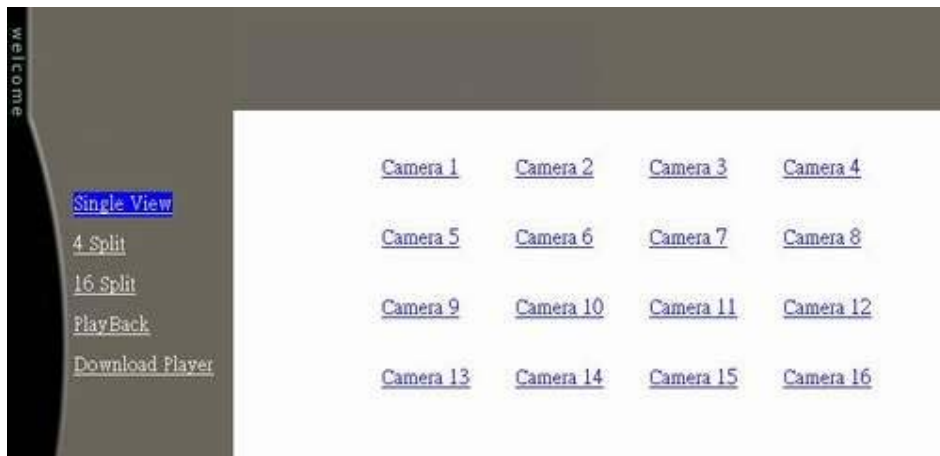 welcome
Single View
4 Split
16 Split
PlayBack
Download Player
Camera 1 Camera 2 Camera 3 Camera 4
Camera 5 Camera 6 Camera 7 Camera 8
Camera 9 Camera 10 Camera 11 Camera 12
Camera 13 Camera 14 Camera 15 Camera 16